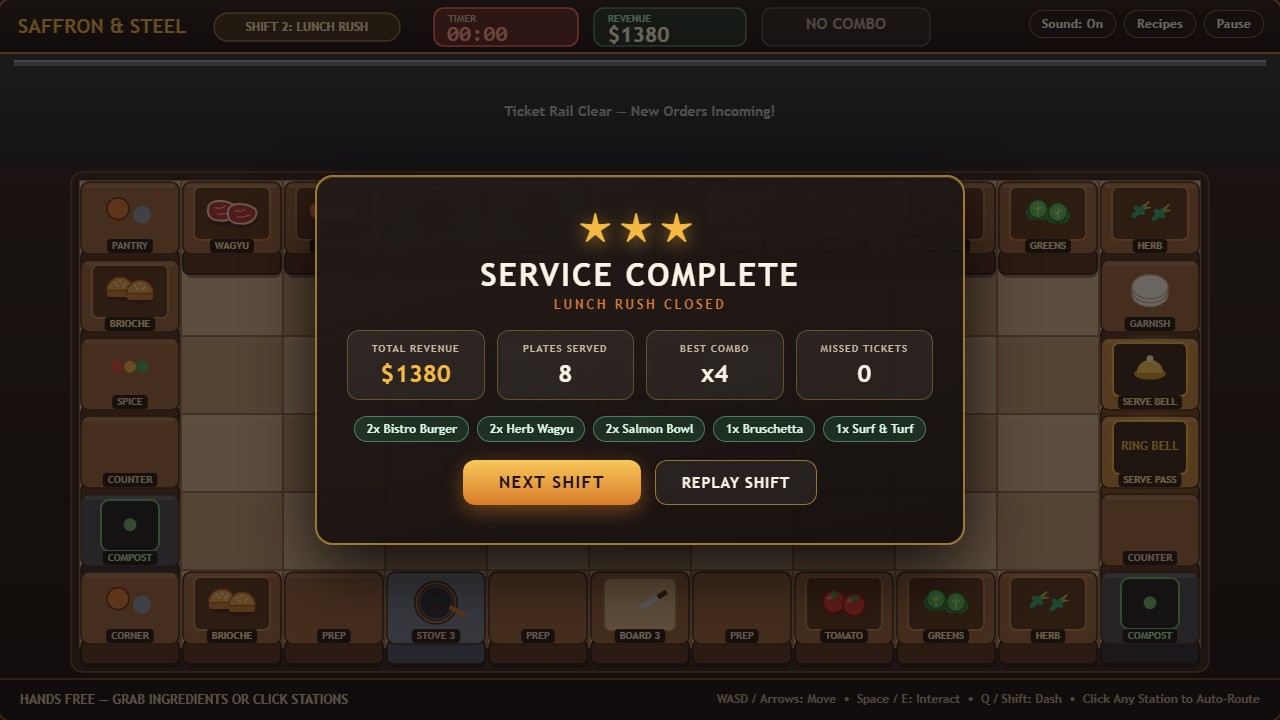 SAFFRON & STEEL
SHIFT 2: LUNCH RUSH
TIMER
00:00
REVENUE
$1380
NO COMBO
Sound: On
Recipes
Pause
Ticket Rail Clear — New Orders Incoming!
PANTRY
WAGYU
GREENS
HERB
BRIOCHE
GARNISH
SPICE
SERVE BELL
COUNTER
RING BELL
SERVE PASS
COMPOST
COUNTER
SERVICE COMPLETE
LUNCH RUSH CLOSED
TOTAL REVENUE
$1380
PLATES SERVED
8
BEST COMBO
x4
MISSED TICKETS
0
2x Bistro Burger
2x Herb Wagyu
2x Salmon Bowl
1x Bruschetta
1x Surf & Turf
NEXT SHIFT
REPLAY SHIFT
CORNER
BRIOCHE
PREP
STOVE 3
PREP
BOARD 3
PREP
TOMATO
GREENS
HERB
COMPOST
HANDS FREE — GRAB INGREDIENTS OR CLICK STATIONS
WASD / Arrows: Move • Space / E: Interact • Q / Shift: Dash • Click Any Station to Auto-Route